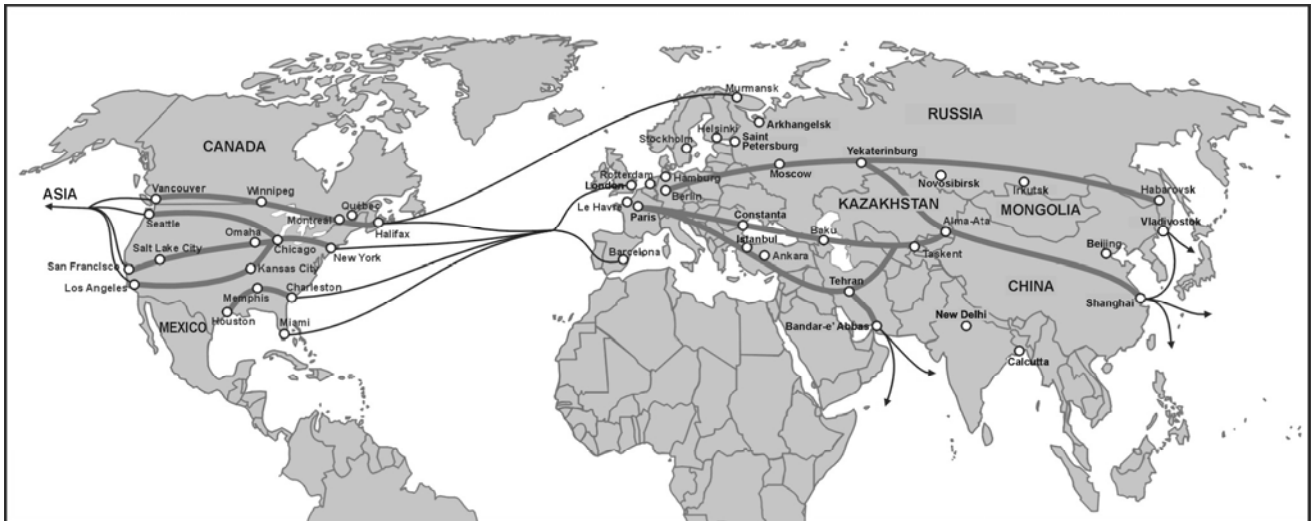 Murmansk
Arkhangelsk
RUSSIA
Helsinki
Saint
Petersburg
Stockholm
CANADA
Yekaterinburg
Moscow
Rotterdam
Hamburg
London
Berlin
Novosibirsk
Irkutsk
Habarovsk
ASIA
Vancouver
Winnipeg
Québec
Montreal
Halifax
Le Havre
Paris
KAZAKHSTAN
MONGOLIA
Constanta
Alma-Ata
Vladivostok
Seattle
Omaha
Salt Lake City
Chicago
New York
Barcelona
Istanbul
Ankara
Baku
Taskent
Beijing
San Francisco
Kansas City
Los Angeles
Charleston
Memphis
Tehran
CHINA
Shanghai
MEXICO
Houston
Miami
Bandar-e' Abbas
New Delhi
Calcutta